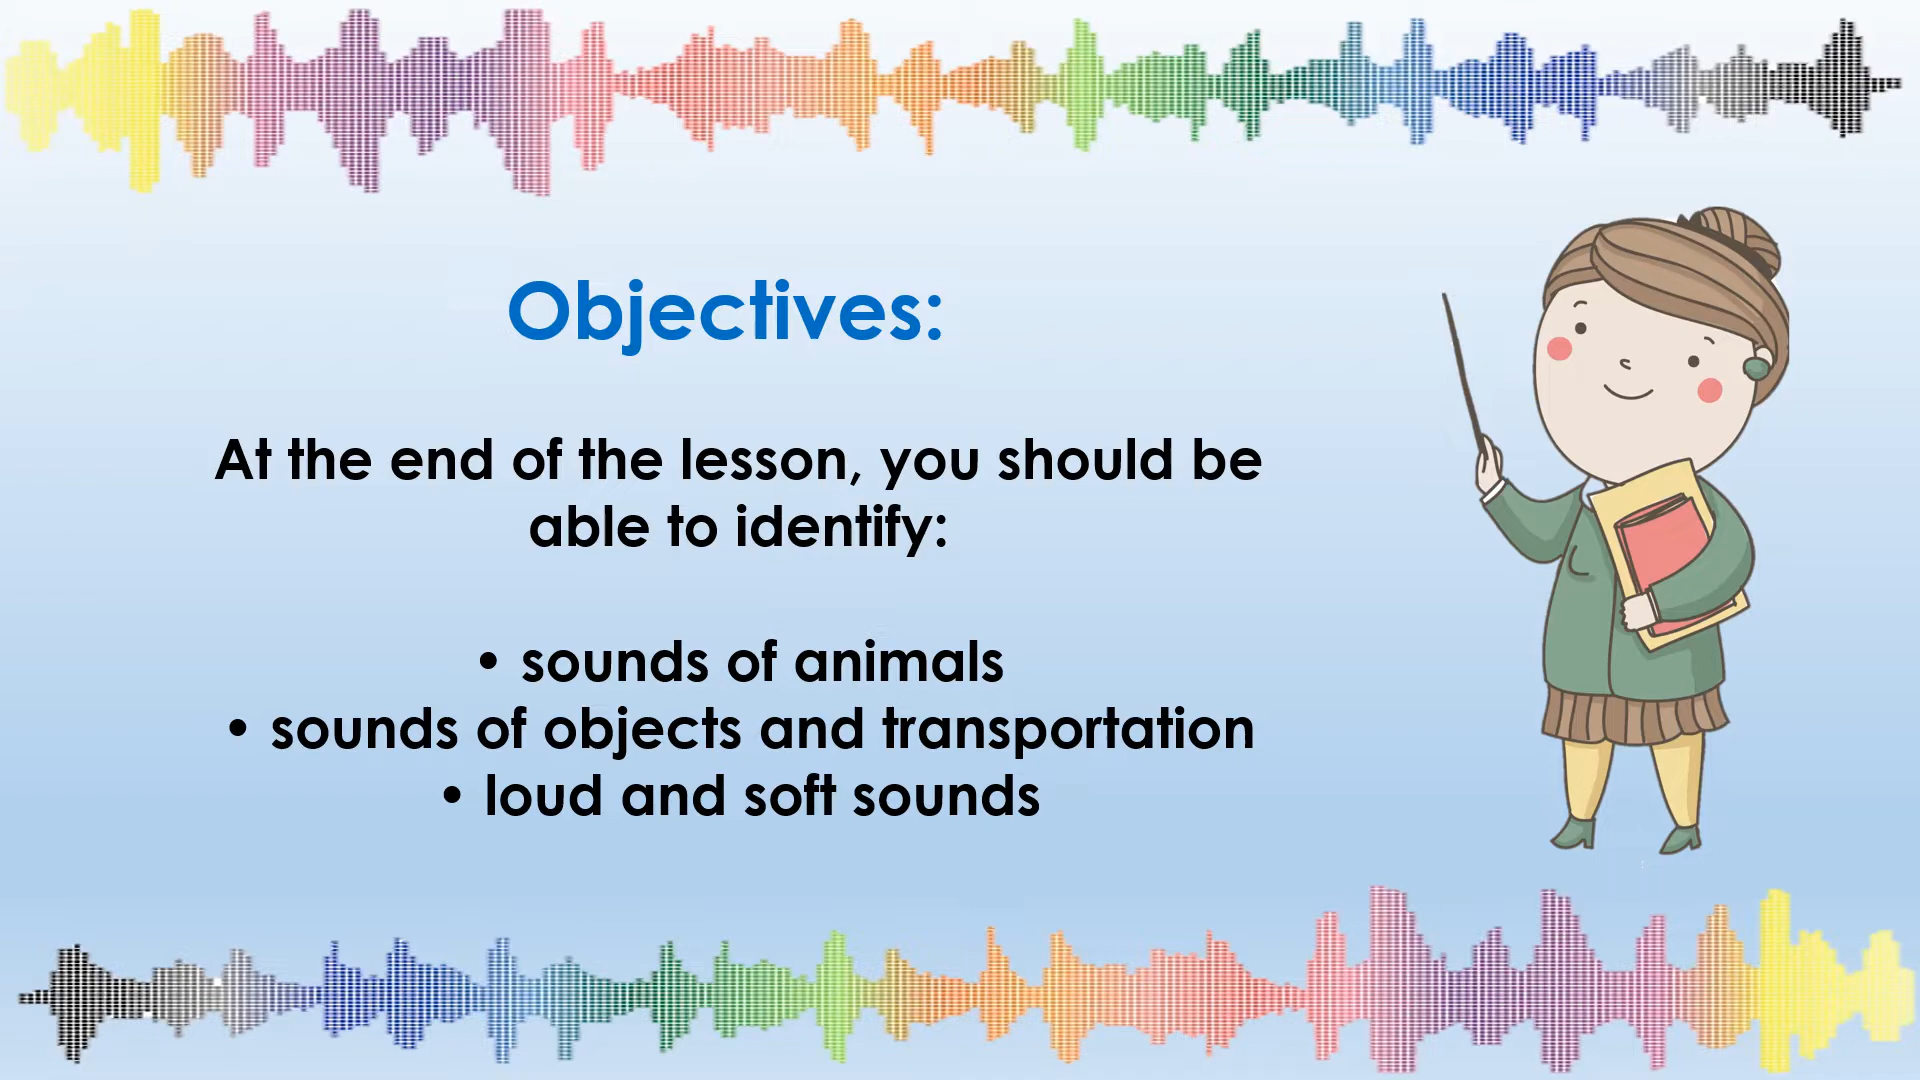 Objectives:
At the end of the lesson, you should be
able to identify:
• sounds of animals
• sounds of objects and transportation
• loud and soft sounds